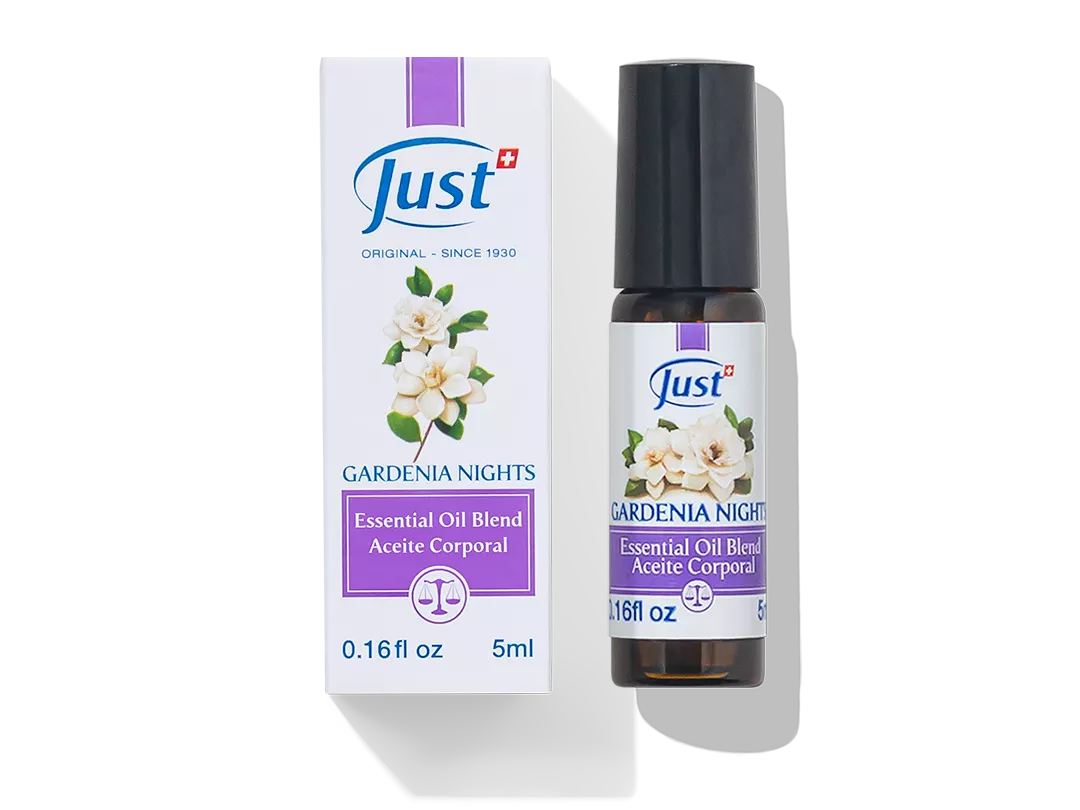 Just
ORIGINAL - SINCE 1930
GARDENIA NIGHTS
Essential Oil Blend
Aceite Corporal
0.16fl oz 5ml
Just
GARDENIA NIGHTS
Essential Oil Blend
Aceite Corporal
0.16fl oz 5m